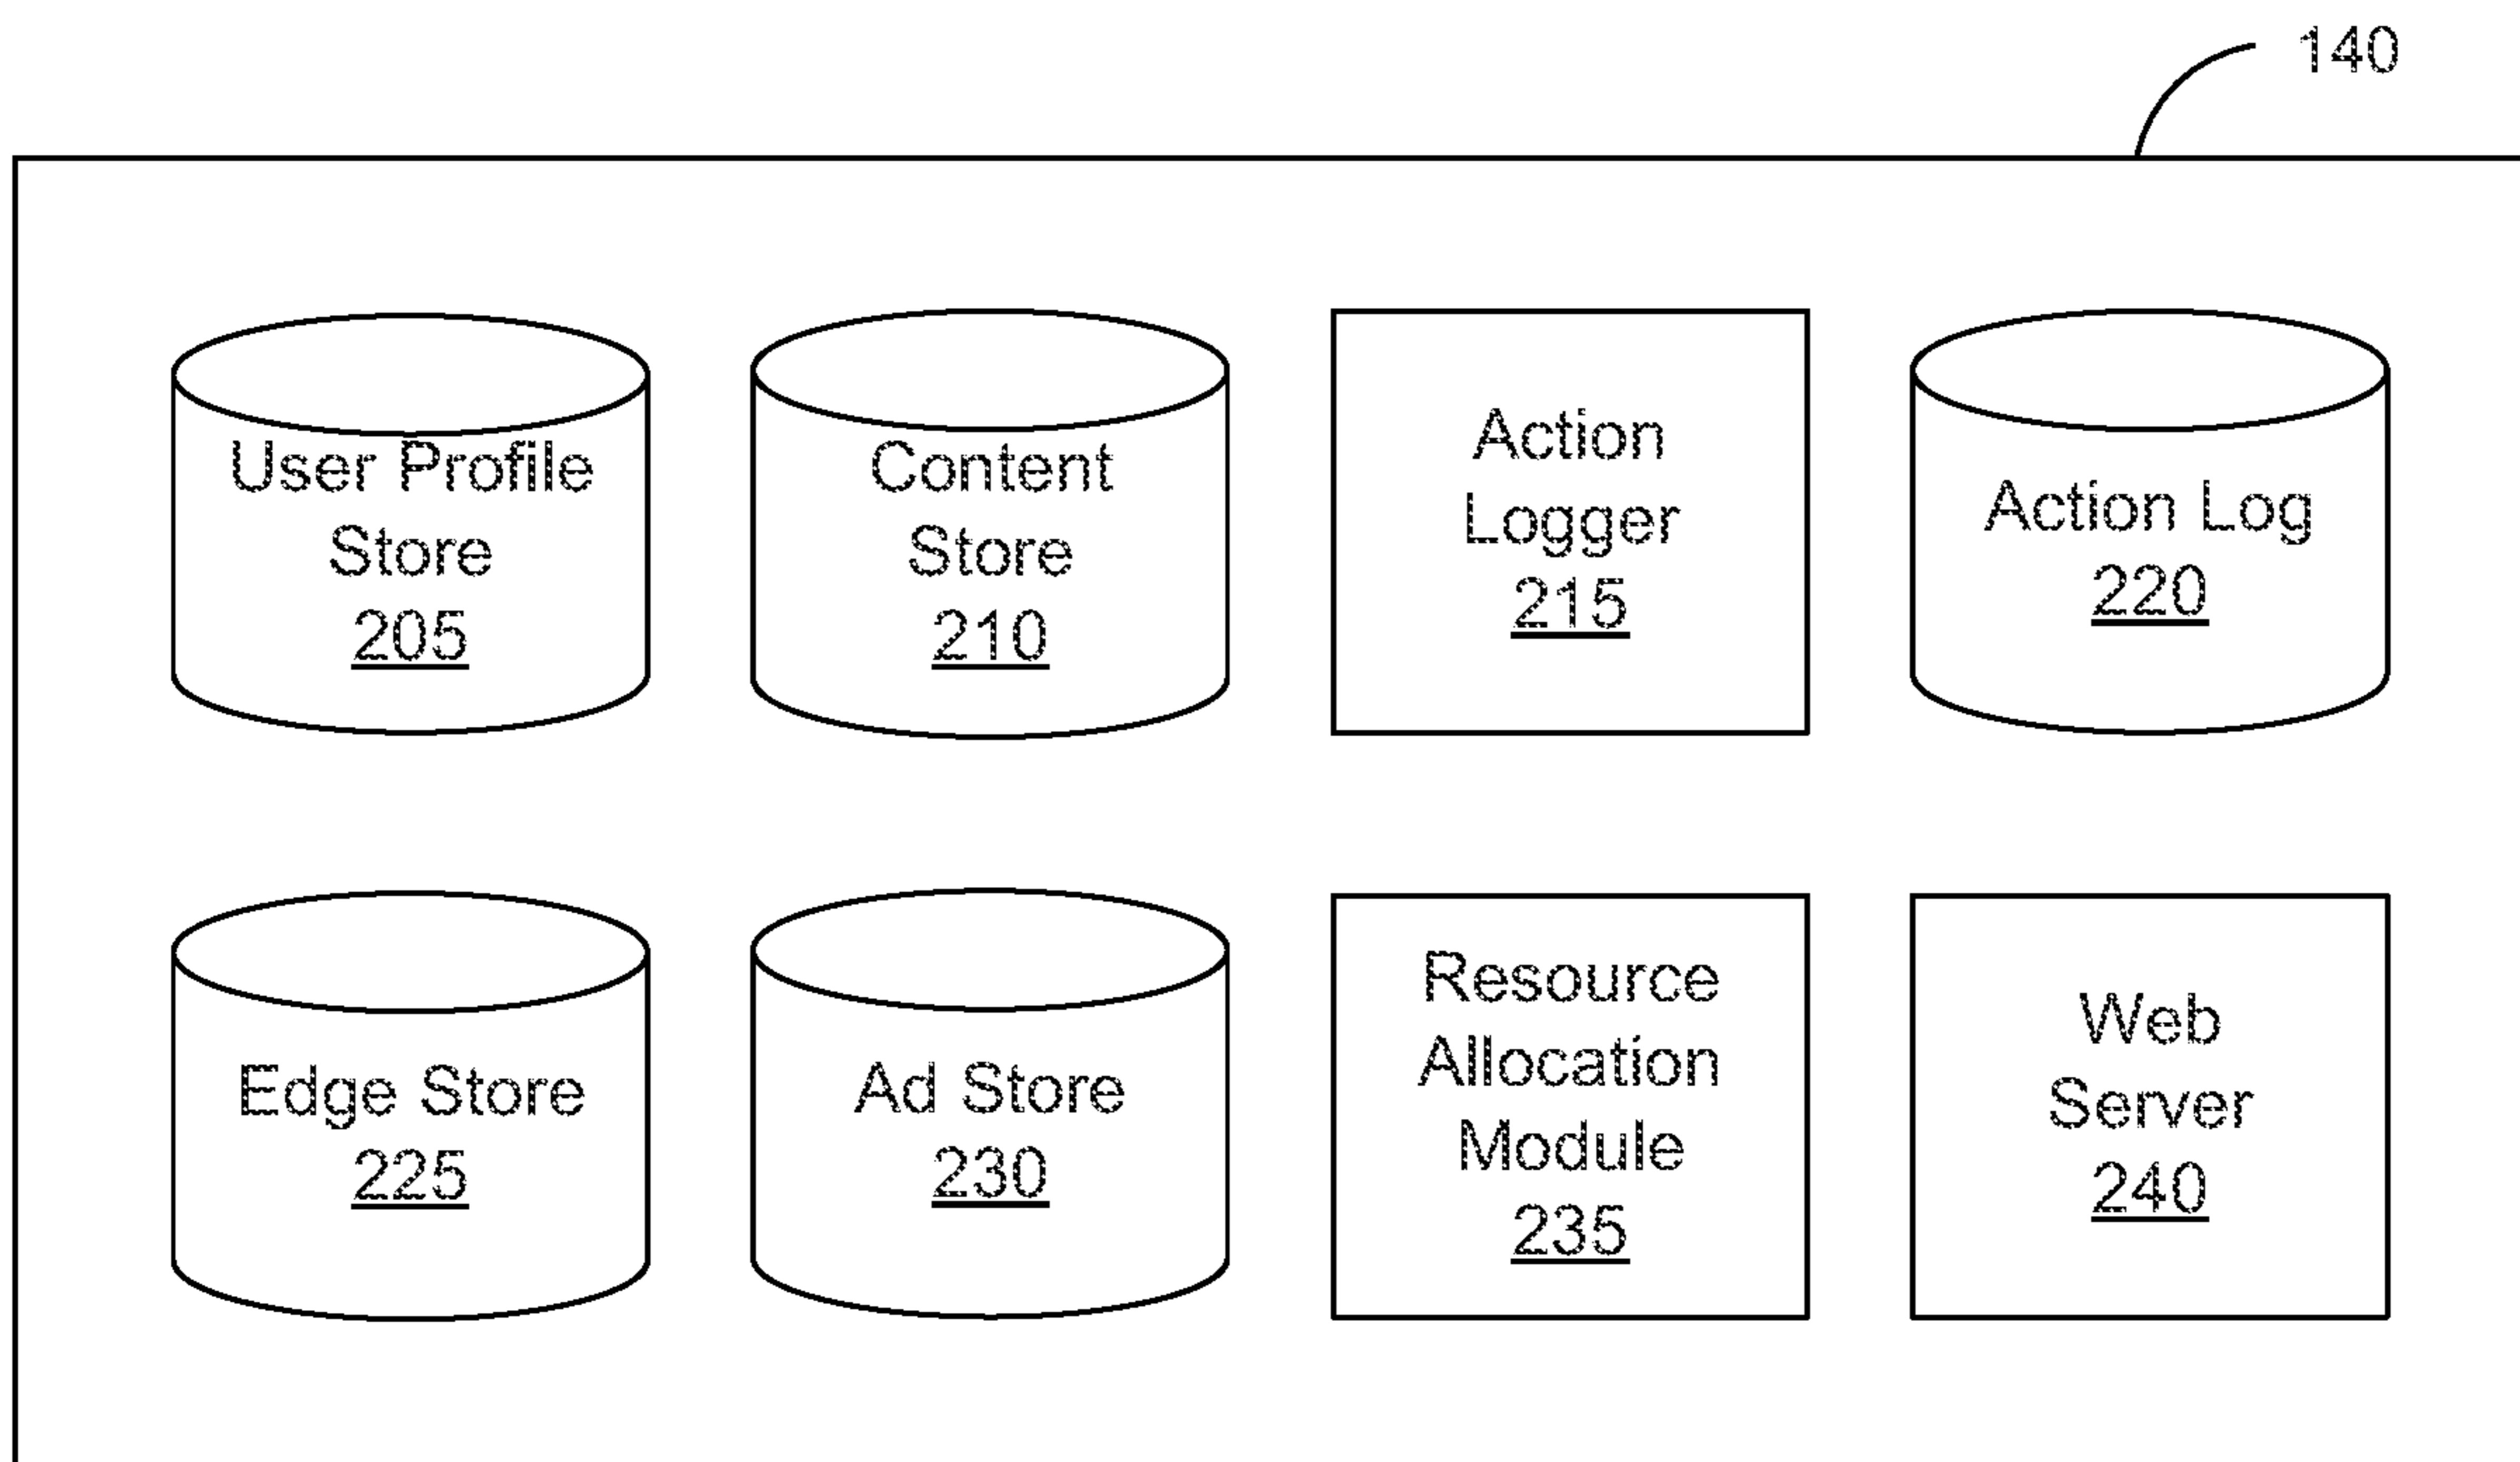 140
User Profile
Store
205
Content
Store
210
Action
Logger
215
Action Log
220
Edge Store
225
Ad Store
230
Resource
Allocation
Module
235
Web
Server
240